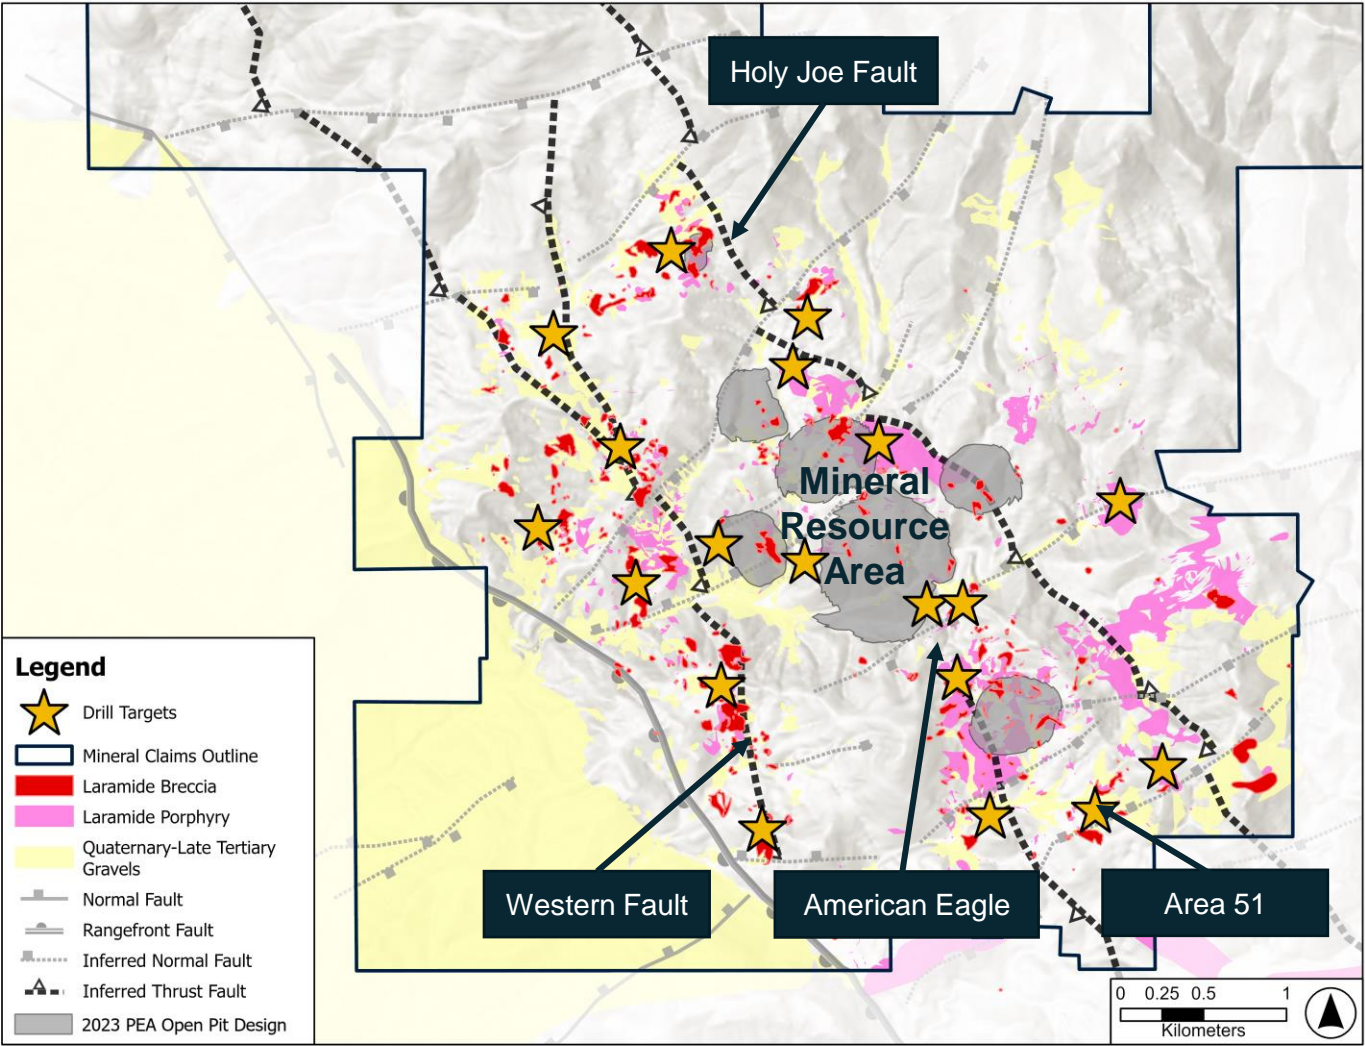 Holy Joe Fault
Mineral
Resource
Area
Legend
Drill Targets
Mineral Claims Outline
Laramide Breccia
Laramide Porphyry
Quaternary-Late Tertiary
Gravels
Normal Fault
Rangefront Fault
Inferred Normal Fault
Inferred Thrust Fault
2023 PEA Open Pit Design
Western Fault
American Eagle
Area 51
0 0.25 0.5 1
Kilometers